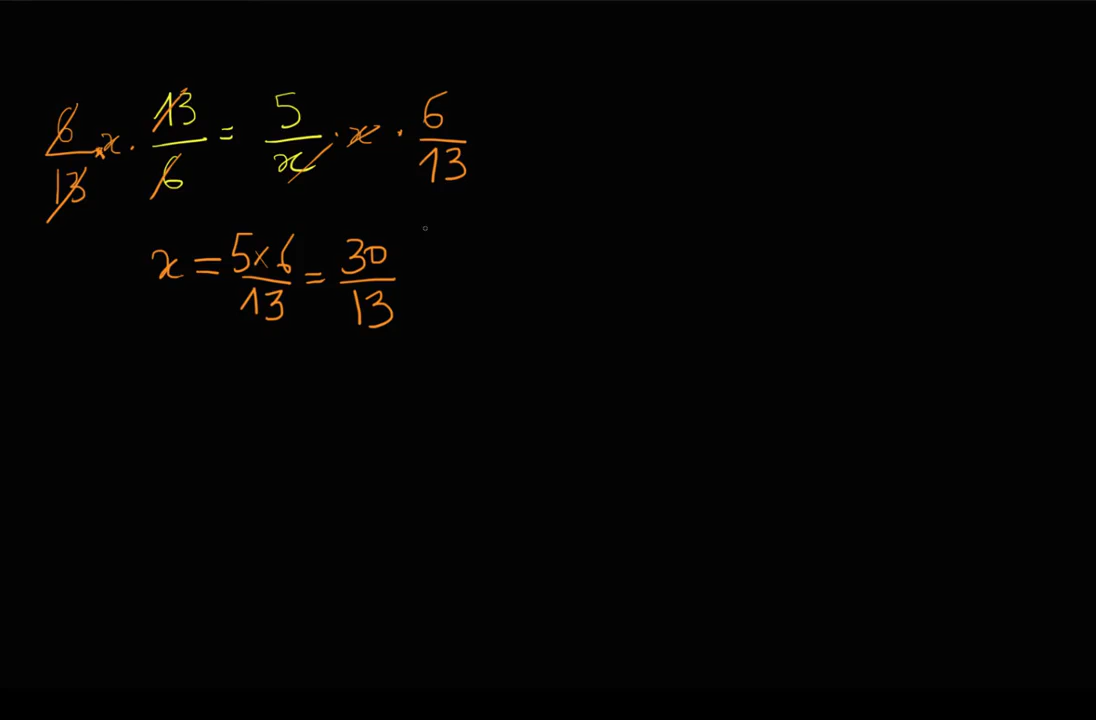 6/13 · x · 13/6 = 5/x · x · 6/13
x = 5×6/13 = 30/13